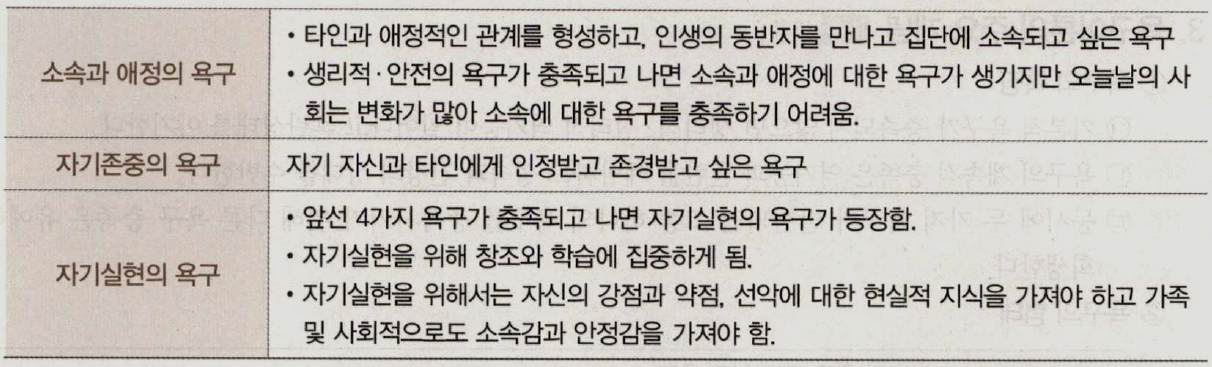 소속과 애정의 욕구
• 타인과 애정적인 관계를 형성하고, 인생의 동반자를 만나고 집단에 소속되고 싶은 욕구
• 생리적·안전의 욕구가 충족되고 나면 소속과 애정에 대한 욕구가 생기지만 오늘날의 사
회는 변화가 많아 소속에 대한 욕구를 충족하기 어려움.
자기존중의 욕구
자기 자신과 타인에게 인정받고 존경받고 싶은 욕구
자기실현의 욕구
• 앞선 4가지 욕구가 충족되고 나면 자기실현의 욕구가 등장함.
• 자기실현을 위해 창조와 학습에 집중하게 됨.
• 자기실현을 위해서는 자신의 강점과 약점, 선악에 대한 현실적 지식을 가져야 하고 가족
및 사회적으로도 소속감과 안정감을 가져야 함.